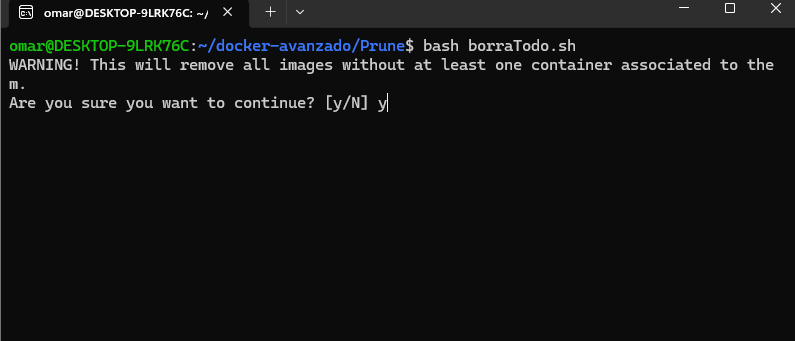 omar@DESKTOP-9LRK76C: ~/
omar@DESKTOP-9LRK76C:~/docker-avanzado/Prune$ bash borraTodo.sh
WARNING! This will remove all images without at least one container associated to the
m.
Are you sure you want to continue? [y/N] y